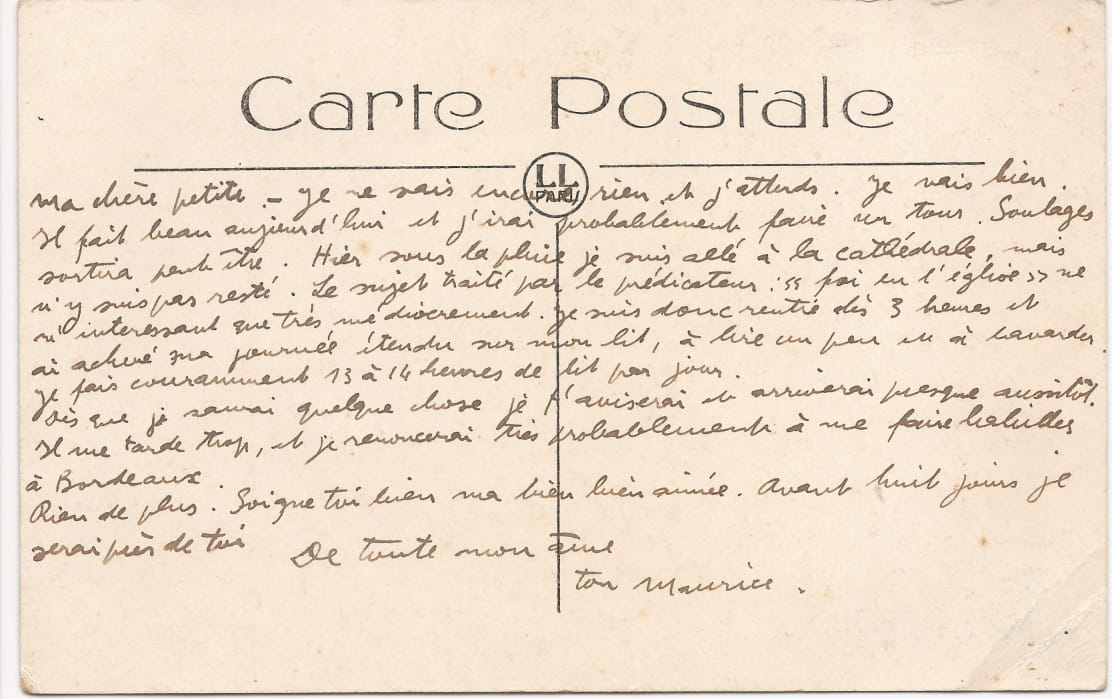 Carte Postale
LL
PARIS
Ma chère petite. – Je ne sais encore rien et j'attends. Je vais bien.
Il fait beau aujourd'hui et j'irai probablement faire un tour. Soulages
sortira peut être. Hier sous la pluie je suis allé à la cathédrale, mais
n'y suis pas resté. Le sujet traité par le prédicateur : « foi en l'église » ne
m'interessant que très médiocrement. Je suis donc rentré dès 3 heures et
ai achevé ma journée étendu sur mon lit, à lire un peu et à bavarder.
Je fais couramment 13 à 14 heures de lit par jour.
Dès que je saurai quelque chose je t'aviserai et arriverai presque aussitôt.
Il me tarde trop, et je renoncerai très probablement à me faire habiller
à Bordeaux.
Rien de plus. Soigne toi bien ma bien bien aimée. Avant huit jours je
serai près de toi
De toute mon âme
ton Maurice.